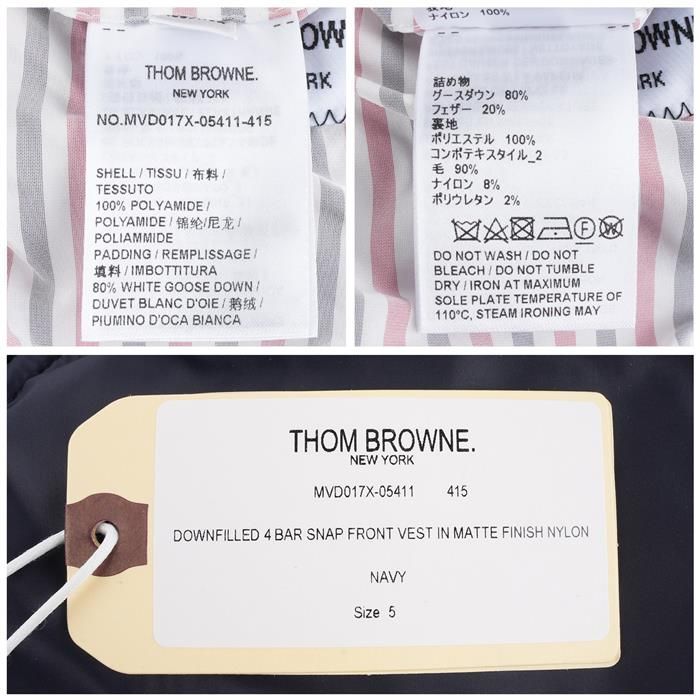 THOM BROWNE.
NEW YORK
NO.MVD017X-05411-415
SHELL / TISSU / 布料 /
TESSUTO
100% POLYAMIDE /
POLYAMIDE / 锦纶/尼龙 /
POLIAMMIDE
PADDING / REMPLISSAGE /
填料 / IMBOTTITURA
80% WHITE GOOSE DOWN /
DUVET BLANC D'OIE / 鹅绒 /
PIUMINO D'OCA BIANCA
ナイロン 100%
詰め物
グースダウン 80%
フェザー 20%
裏地
ポリエステル 100%
コンポテキスタイル_2
毛 90%
ナイロン 8%
ポリウレタン 2%
DO NOT WASH / DO NOT
BLEACH / DO NOT TUMBLE
DRY / IRON AT MAXIMUM
SOLE PLATE TEMPERATURE OF
110°C, STEAM IRONING MAY
THOM BROWNE.
NEW YORK
MVD017X-05411 415
DOWNFILLED 4 BAR SNAP FRONT VEST IN MATTE FINISH NYLON
NAVY
Size 5